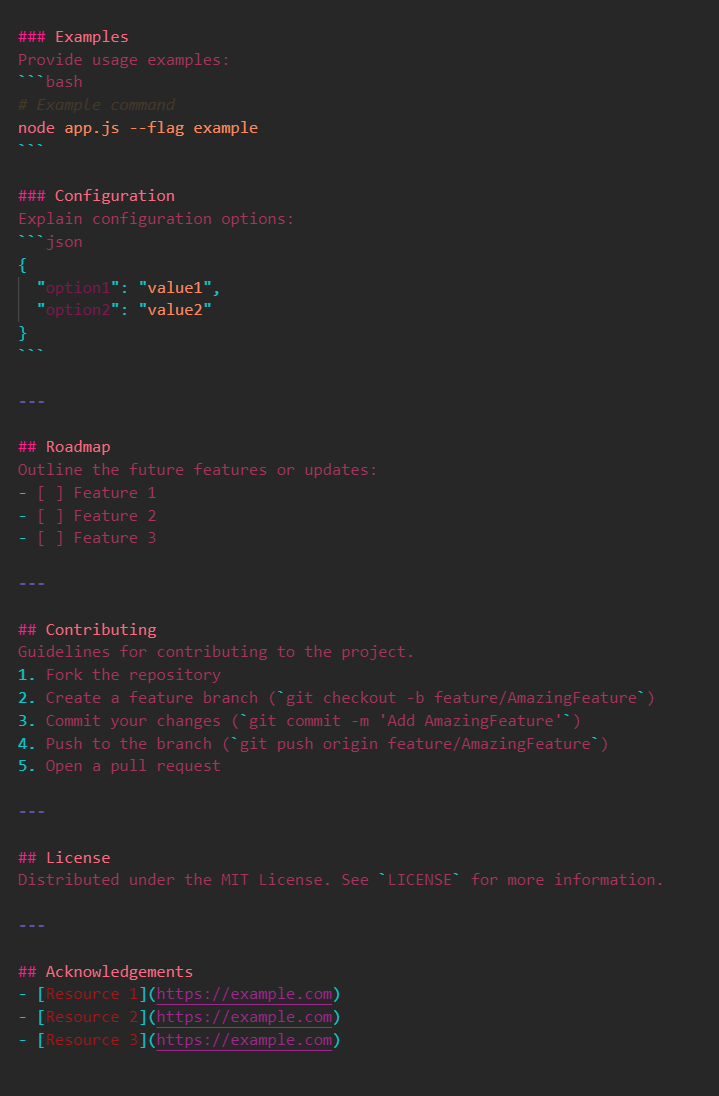 ### Examples
Provide usage examples:
```bash
# Example command
node app.js --flag example
```
### Configuration
Explain configuration options:
```json
{
  "option1": "value1",
  "option2": "value2"
}
```
---
## Roadmap
Outline the future features or updates:
- [ ] Feature 1
- [ ] Feature 2
- [ ] Feature 3
---
## Contributing
Guidelines for contributing to the project.
1. Fork the repository
2. Create a feature branch (`git checkout -b feature/AmazingFeature`)
3. Commit your changes (`git commit -m 'Add AmazingFeature'`)
4. Push to the branch (`git push origin feature/AmazingFeature`)
5. Open a pull request
---
## License
Distributed under the MIT License. See `LICENSE` for more information.
---
## Acknowledgements
- [Resource 1](https://example.com)
- [Resource 2](https://example.com)
- [Resource 3](https://example.com)